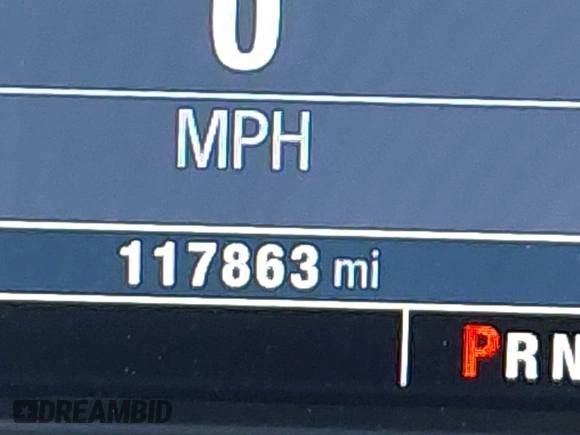 0
MPH
117863 mi
PRN
DREAMBID